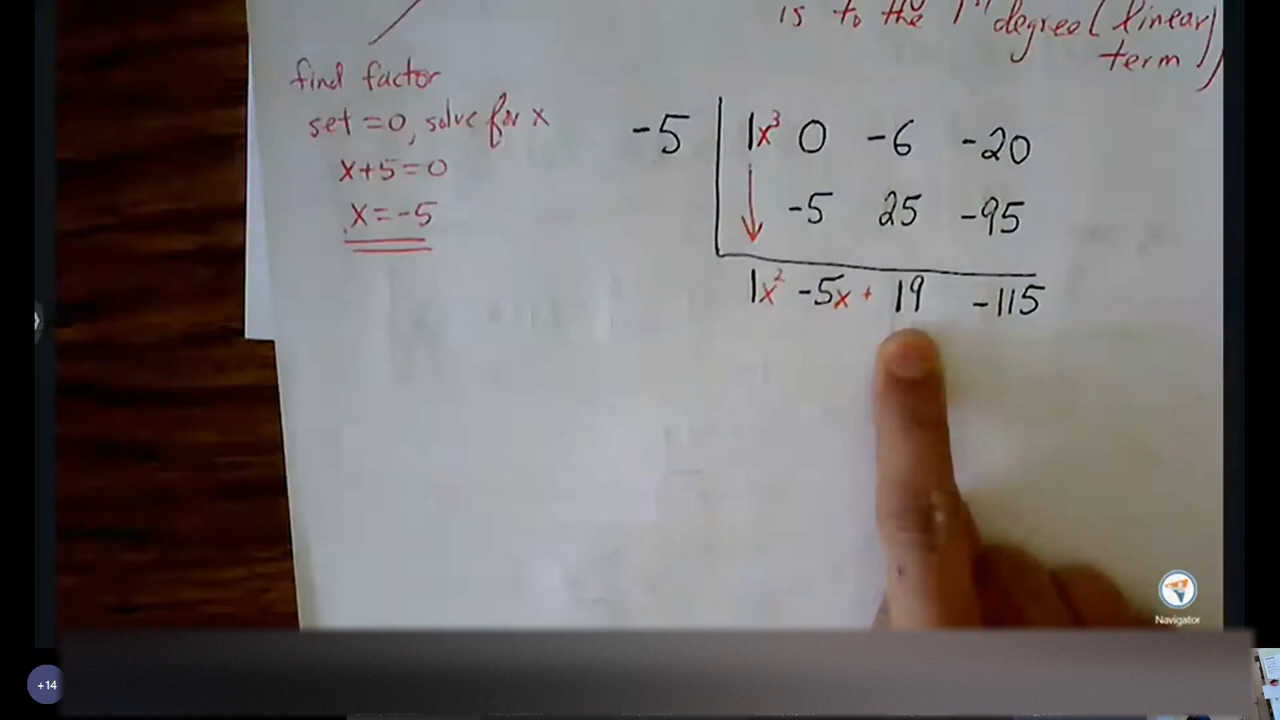 is to the 1st degree (linear
term)
find factor
set =0, solve for x
x+5=0
x=-5
-5 1x³ 0 -6 -20
-5 25 -95
1x² -5x + 19 -115
Navigator
+14